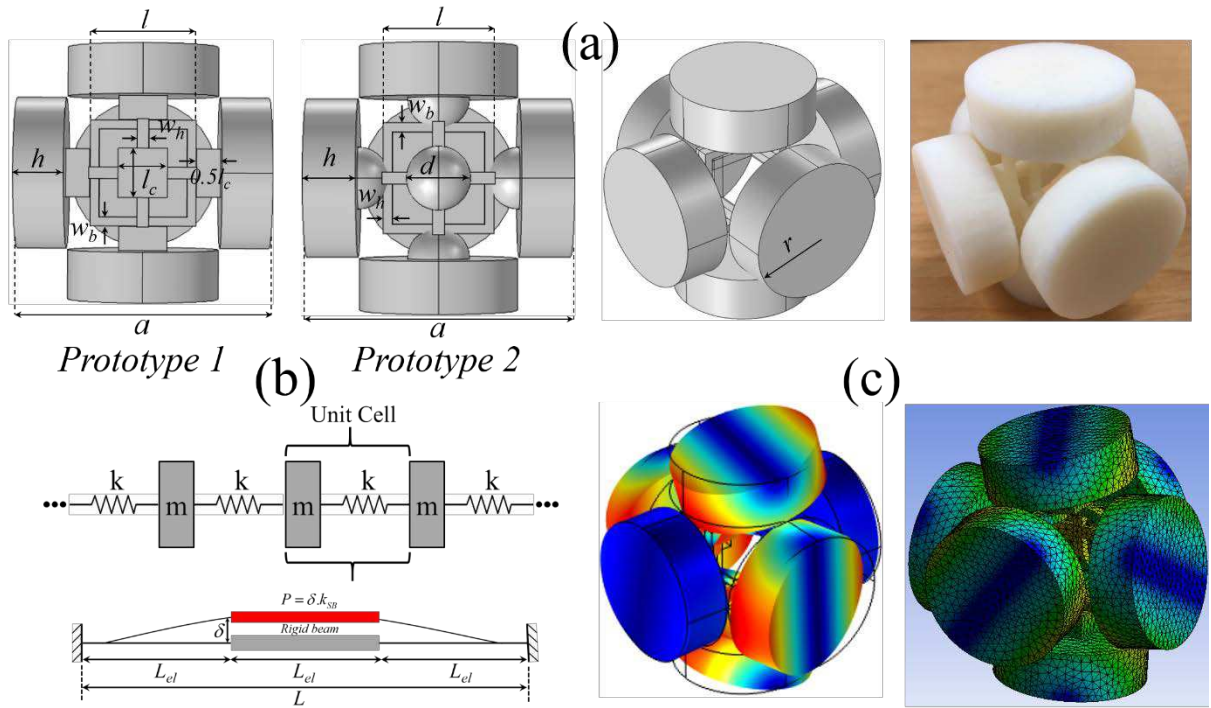 l
l
(a)
w_h
w_b
h
l_c
0.5l_c
h
d
w_b
w_h
r
a
a
Prototype 1
Prototype 2
(b)
(c)
Unit Cell
k
k
k
k
m
m
m
P = δ.k_SB
δ
Rigid beam
L_el
L_el
L_el
L